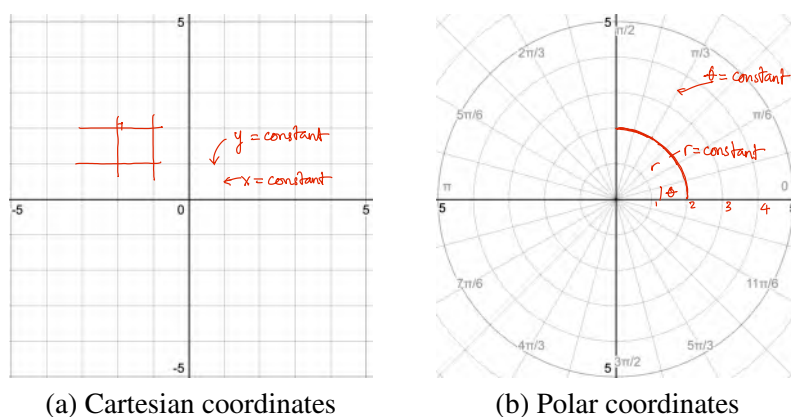 5
y = constant
x = constant
-5
0
5
-5
(a) Cartesian coordinates
5
π/2
2π/3
π/3
θ = constant
5π/6
π/6
r = constant
r
θ
π
0
5
1
2
3
4
5
7π/6
11π/6
4π/3
5π/3
5
3π/2
(b) Polar coordinates